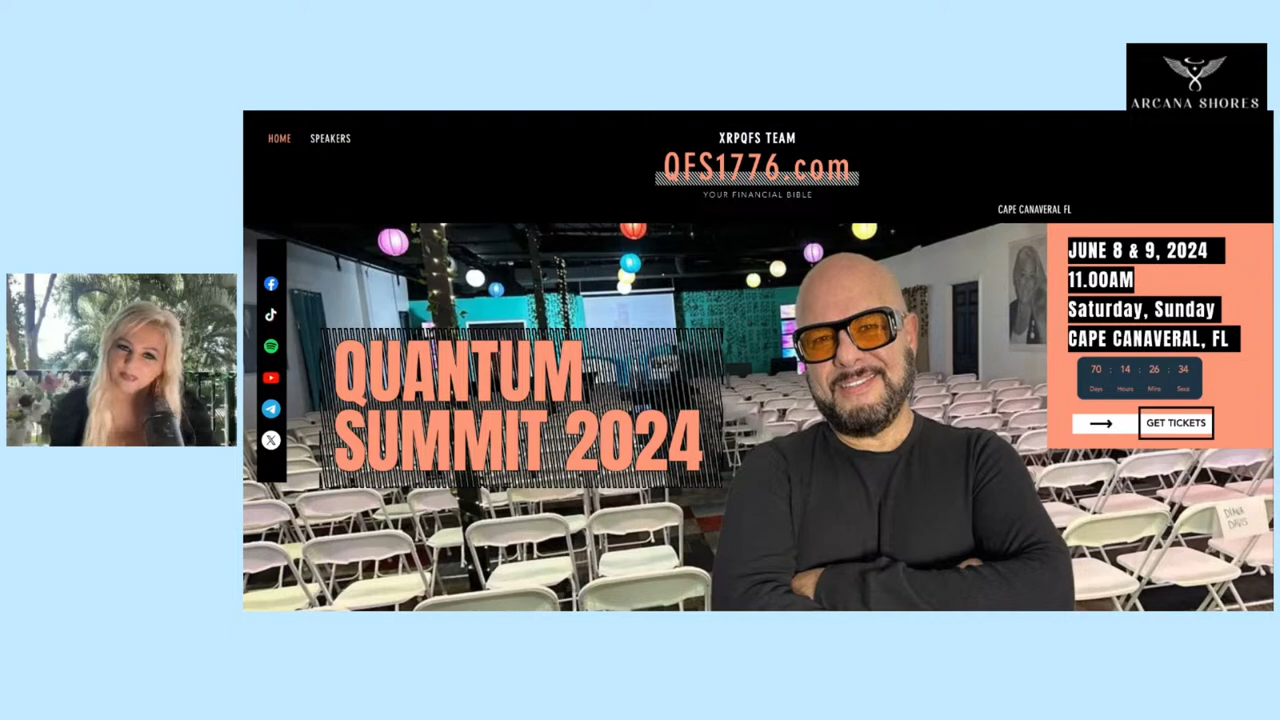 ARCANA SHORES
HOME
SPEAKERS
XRPQFS TEAM
QFS1776.com
YOUR FINANCIAL BIBLE
CAPE CANAVERAL FL
JUNE 8 & 9, 2024
11.00AM
Saturday, Sunday
CAPE CANAVERAL, FL
70 : 14 : 26 : 34
Days Hours Mins Secs
GET TICKETS
QUANTUM
SUMMIT 2024
DIANA
DAVIS